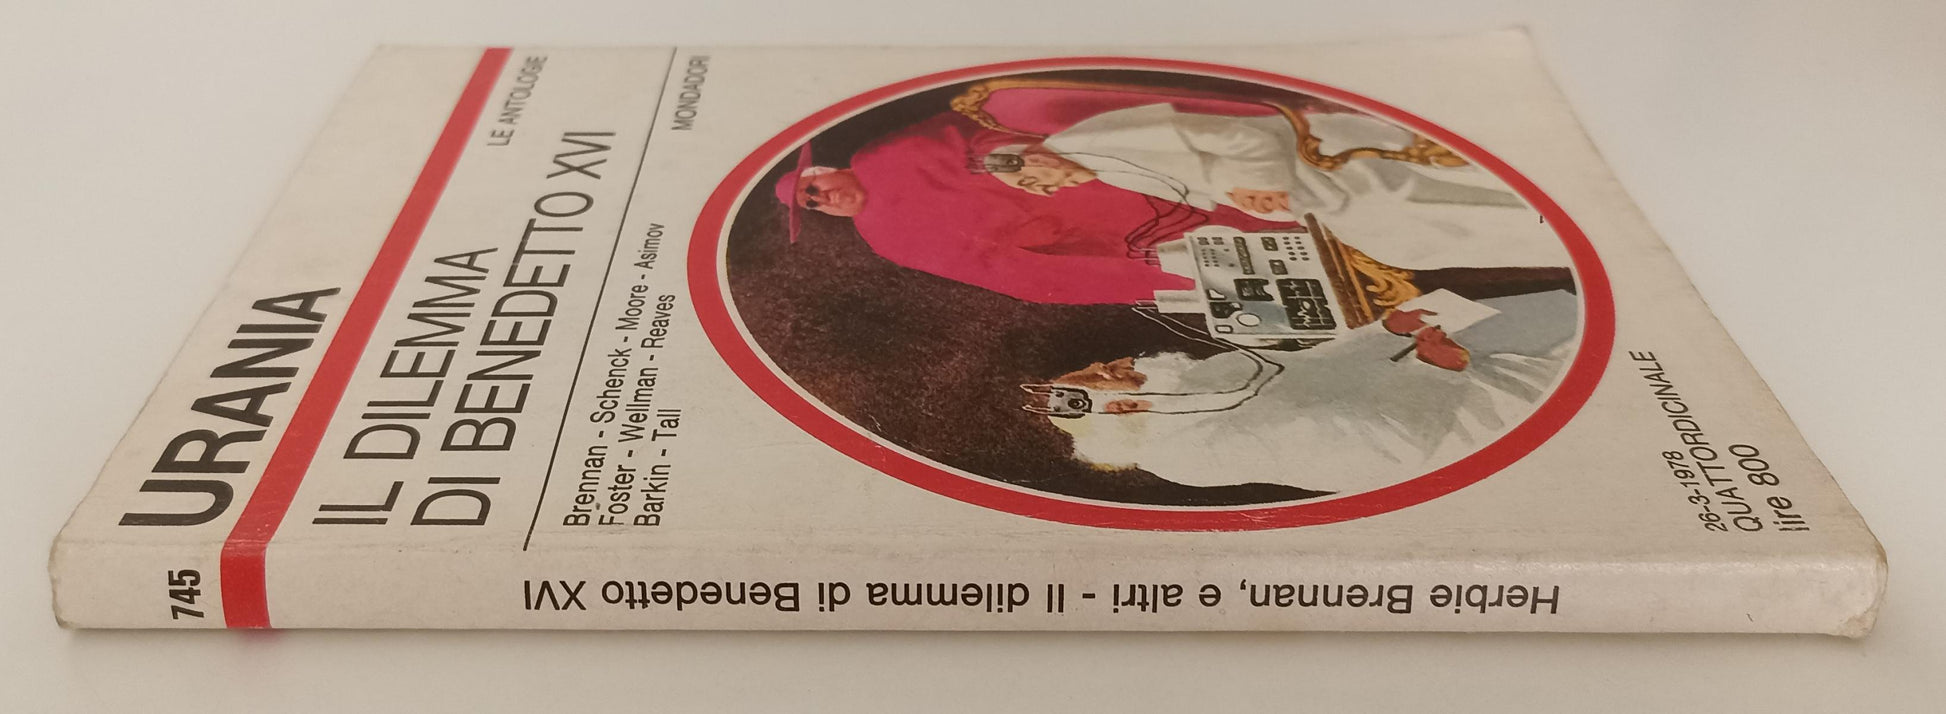 URANIA
LE ANTOLOGIE
IL DILEMMA
DI BENEDETTO XVI
MONDADORI
Brennan - Schenck - Moore - Asimov
Foster - Wellman - Reaves
Barkin - Tall
26-3-1978
QUATTORDICINALE
lire 800
745
Herbie Brennan, e altri - Il dilemma di Benedetto XVI